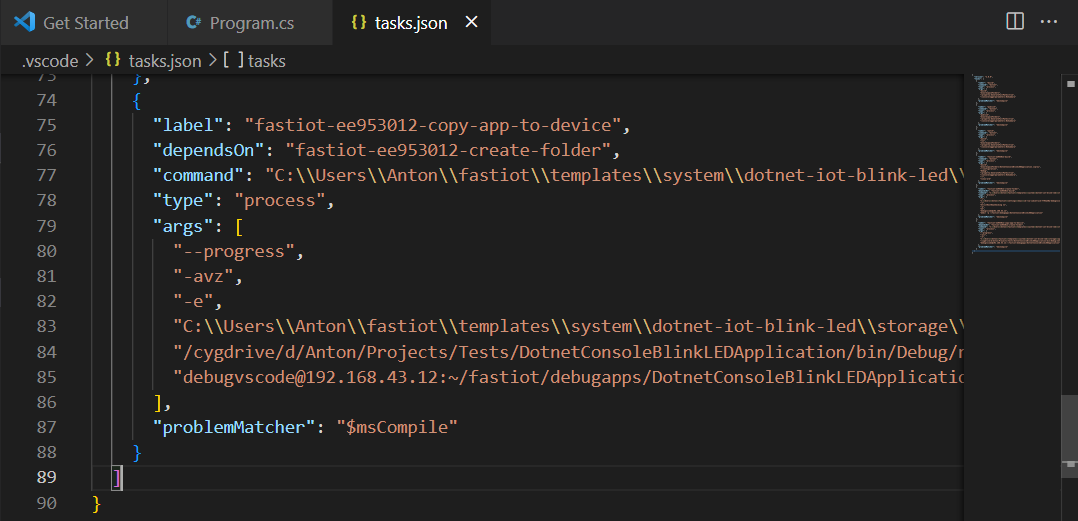 Get Started
C# Program.cs
{} tasks.json
.vscode > {} tasks.json > [ ] tasks
73 },
74 {
75 "label": "fastiot-ee953012-copy-app-to-device",
76 "dependsOn": "fastiot-ee953012-create-folder",
77 "command": "C:\\Users\\Anton\\fastiot\\templates\\system\\dotnet-iot-blink-led\\
78 "type": "process",
79 "args": [
80 "--progress",
81 "-avz",
82 "-e",
83 "C:\\Users\\Anton\\fastiot\\templates\\system\\dotnet-iot-blink-led\\storage\\
84 "/cygdrive/d/Anton/Projects/Tests/DotnetConsoleBlinkLEDApplication/bin/Debug/
85 "debugvscode@192.168.43.12:~/fastiot/debugapps/DotnetConsoleBlinkLEDApplicatio
86 ],
87 "problemMatcher": "$msCompile"
88 }
89 ]
90 }